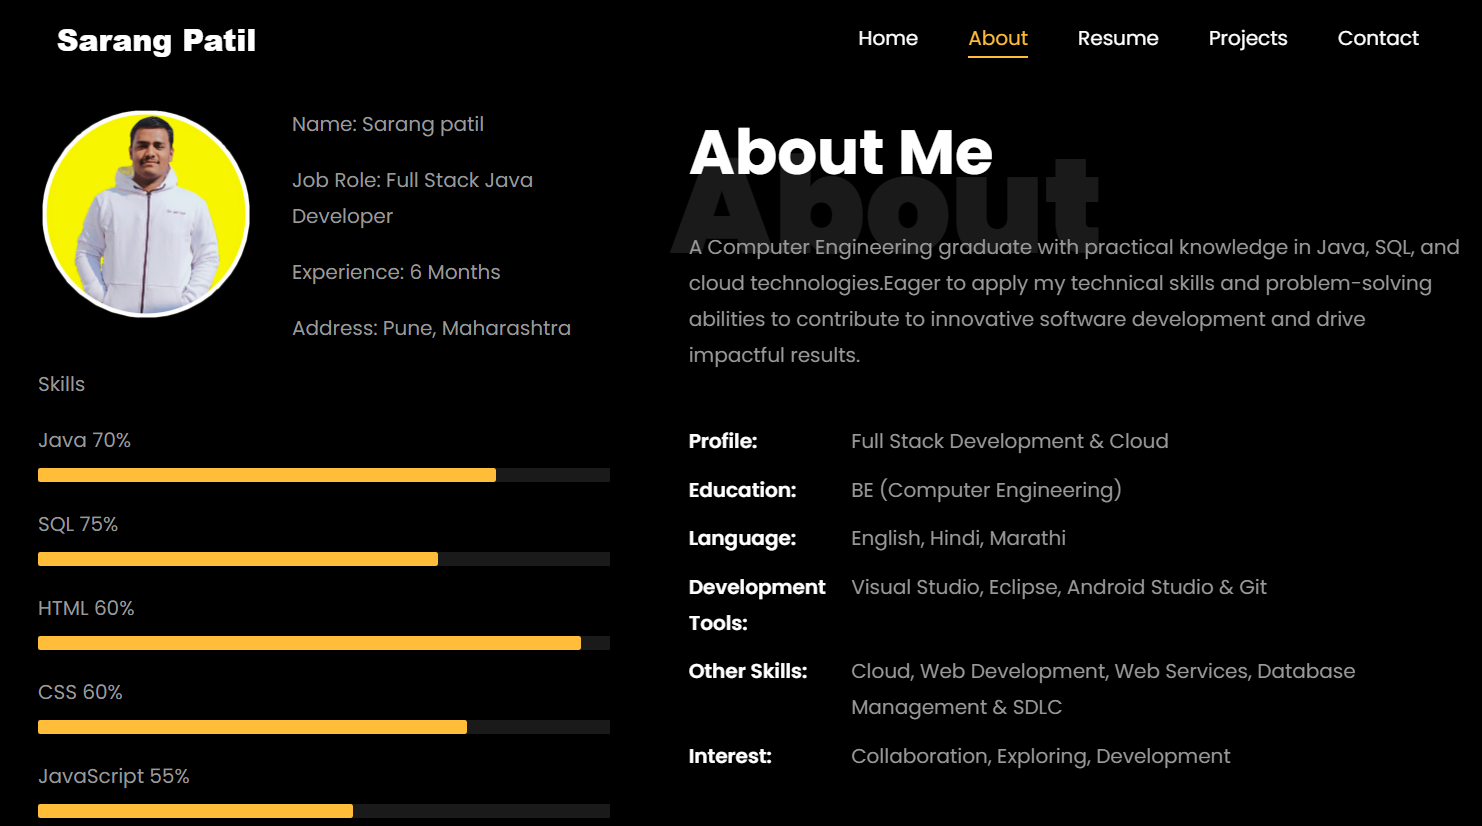 Sarang Patil
Home About Resume Projects Contact
Name: Sarang patil
Job Role: Full Stack Java
Developer
Experience: 6 Months
Address: Pune, Maharashtra
Skills
Java 70%
SQL 75%
HTML 60%
CSS 60%
JavaScript 55%
About
About Me
A Computer Engineering graduate with practical knowledge in Java, SQL, and
cloud technologies.Eager to apply my technical skills and problem-solving
abilities to contribute to innovative software development and drive
impactful results.
Profile: Full Stack Development & Cloud
Education: BE (Computer Engineering)
Language: English, Hindi, Marathi
Development Visual Studio, Eclipse, Android Studio & Git
Tools:
Other Skills: Cloud, Web Development, Web Services, Database
Management & SDLC
Interest: Collaboration, Exploring, Development